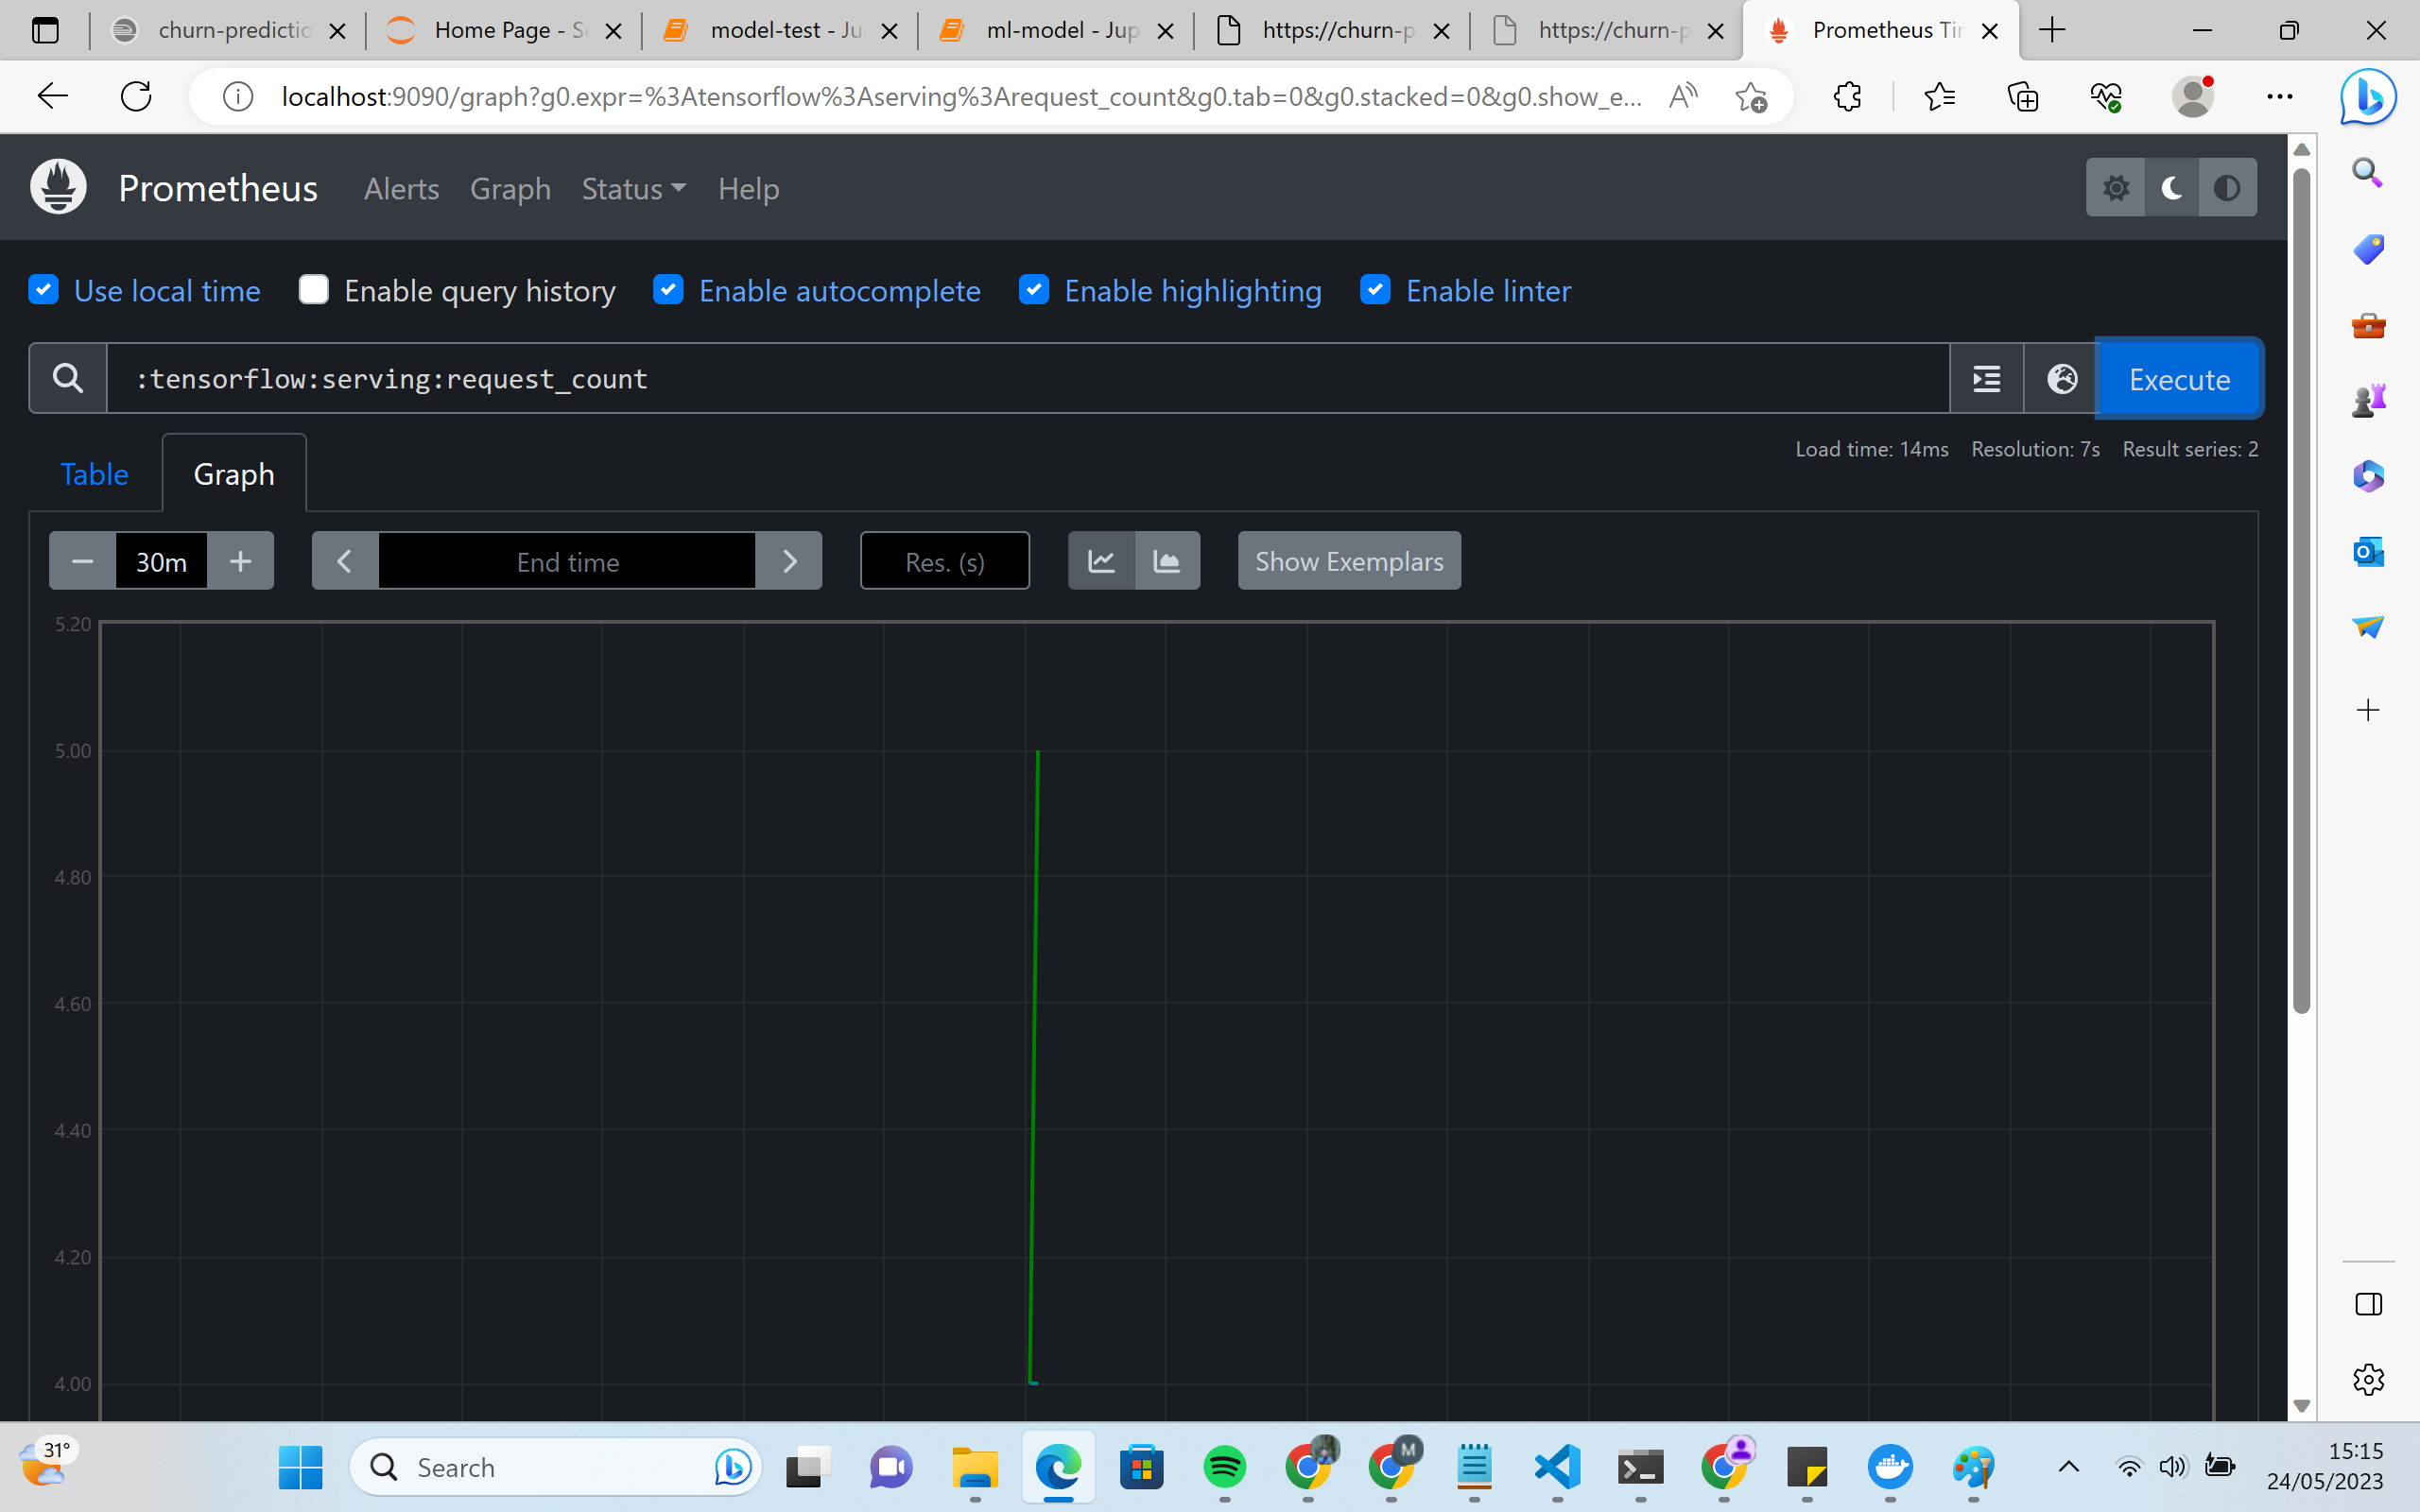 churn-predictio
Home Page - Se
model-test - Ju
ml-model - Jup
https://churn-p
https://churn-p
Prometheus Tim
localhost:9090/graph?g0.expr=%3Atensorflow%3Aserving%3Arequest_count&g0.tab=0&g0.stacked=0&g0.show_e...
Prometheus Alerts Graph Status Help
Use local time Enable query history Enable autocomplete Enable highlighting Enable linter
:tensorflow:serving:request_count
Execute
Load time: 14ms Resolution: 7s Result series: 2
Table Graph
30m End time Res. (s) Show Exemplars
5.20
5.00
4.80
4.60
4.40
4.20
4.00
31°
Search
M
15:15
24/05/2023